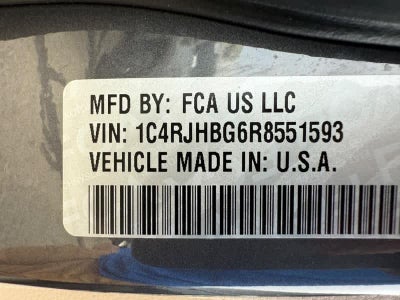 MFD BY: FCA US LLC
VIN: 1C4RJHBG6R8551593
VEHICLE MADE IN: U.S.A.